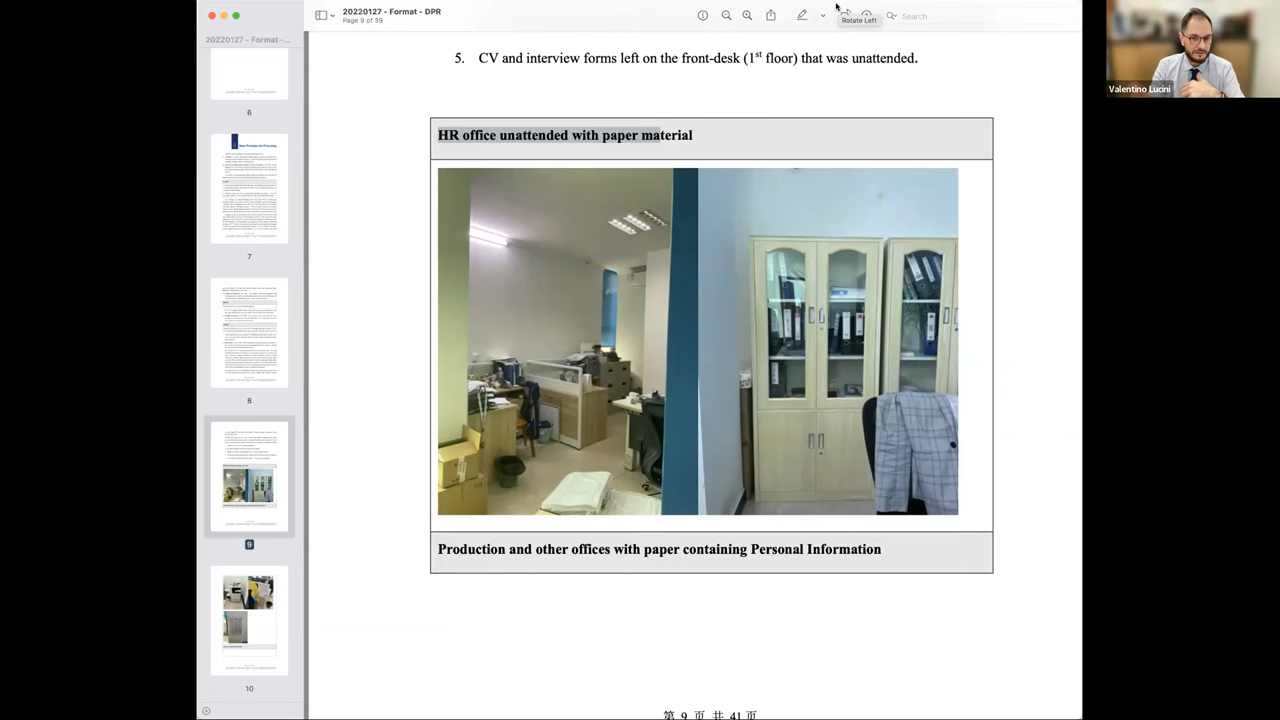 20220127 - Format - DPR
Page 9 of 39
Rotate Left
Search
20220127 - Format -...
6
7
8
9
10
5. CV and interview forms left on the front-desk (1st floor) that was unattended.
HR office unattended with paper material
Production and other offices with paper containing Personal Information
第 9 页 共 41 页
Valentino Lucini